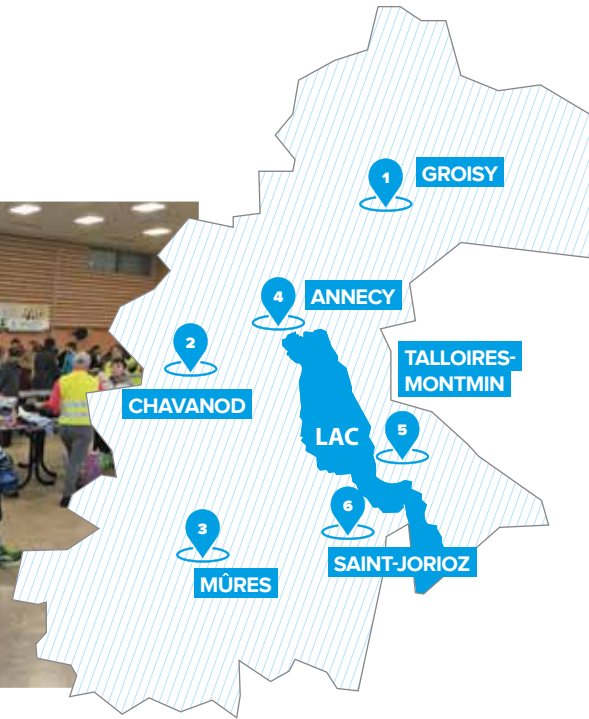 1
GROISY
4
ANNECY
2
CHAVANOD
TALLOIRES-
MONTMIN
LAC
5
6
SAINT-JORIOZ
3
MÛRES